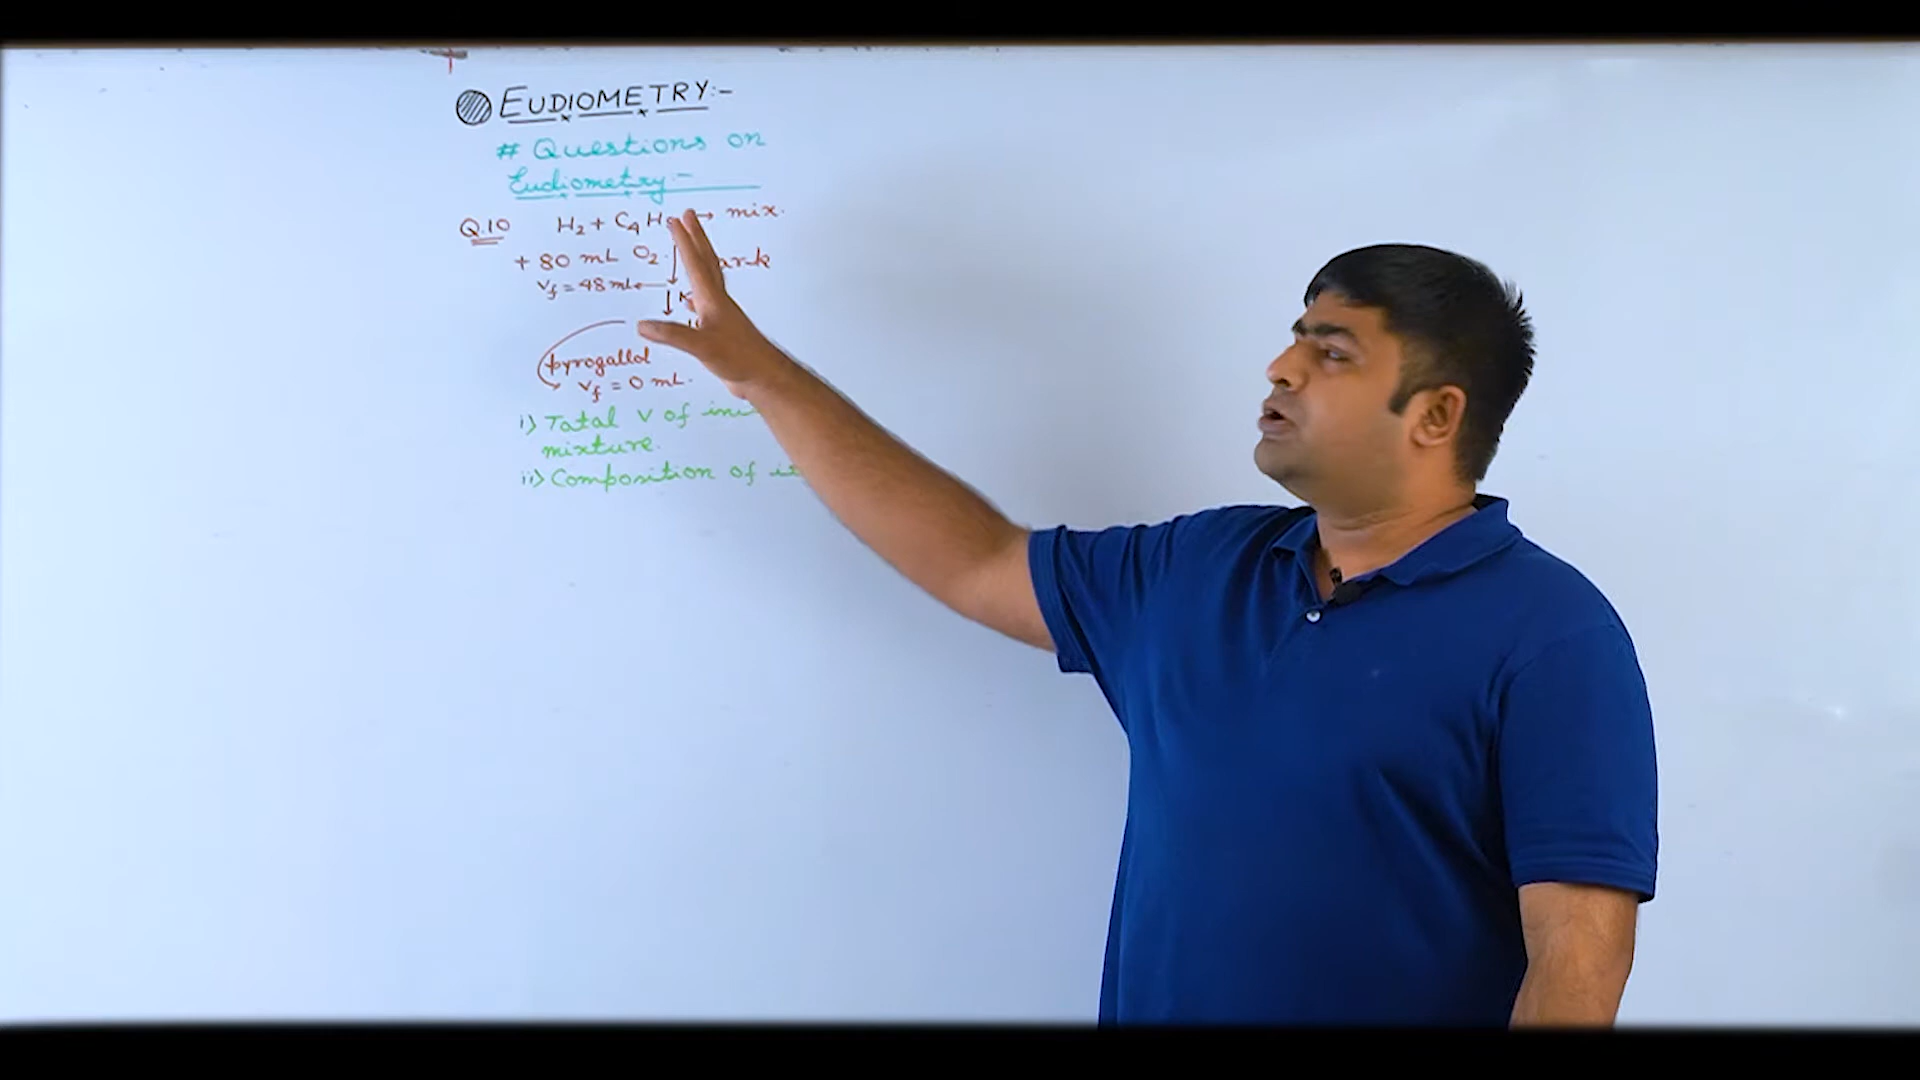 EUDIOMETRY:-
# Questions on
Eudiometry:-
Q.10 H₂ + C₄H → mix.
+ 80 mL O₂
V_f = 48 mL ←
pyrogallol
V_f = 0 mL.
i) Total V of
mixture.
ii) Composition of